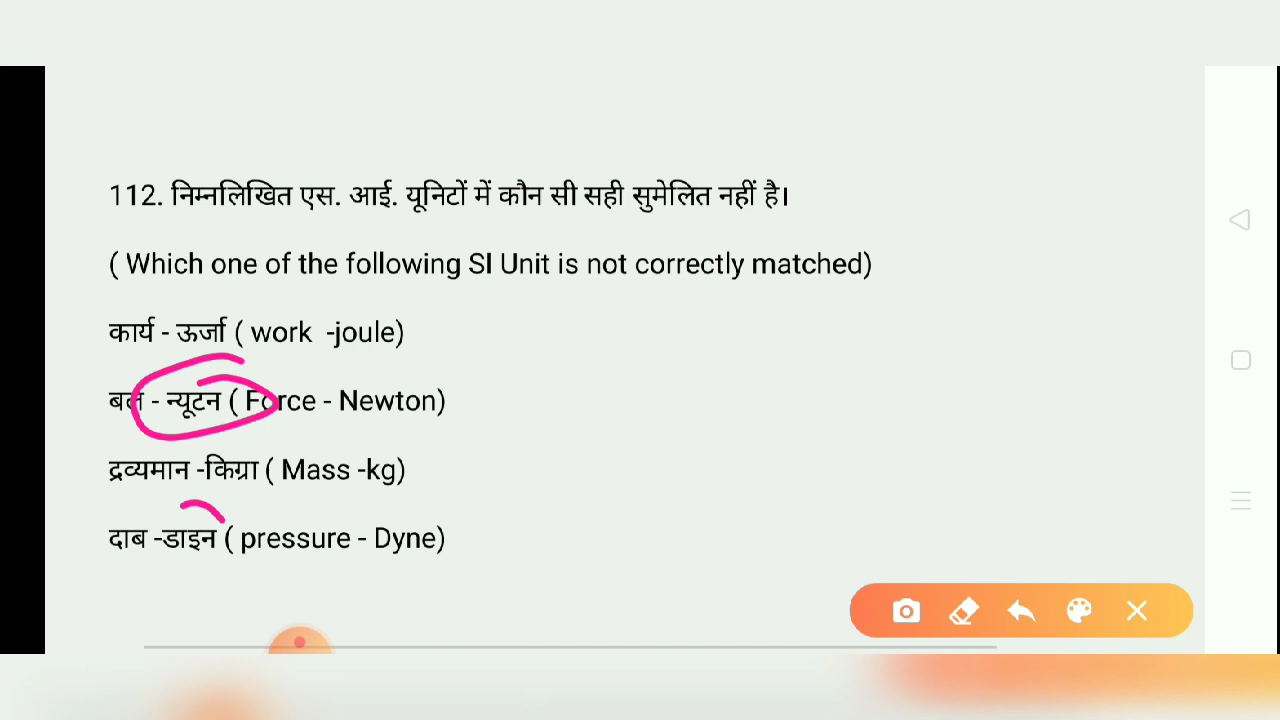 112. निम्नलिखित एस. आई. यूनिटों में कौन सी सही सुमेलित नहीं है।
( Which one of the following SI Unit is not correctly matched)
कार्य - ऊर्जा ( work -joule)
बल - न्यूटन ( Force - Newton)
द्रव्यमान -किग्रा ( Mass -kg)
दाब -डाइन ( pressure - Dyne)